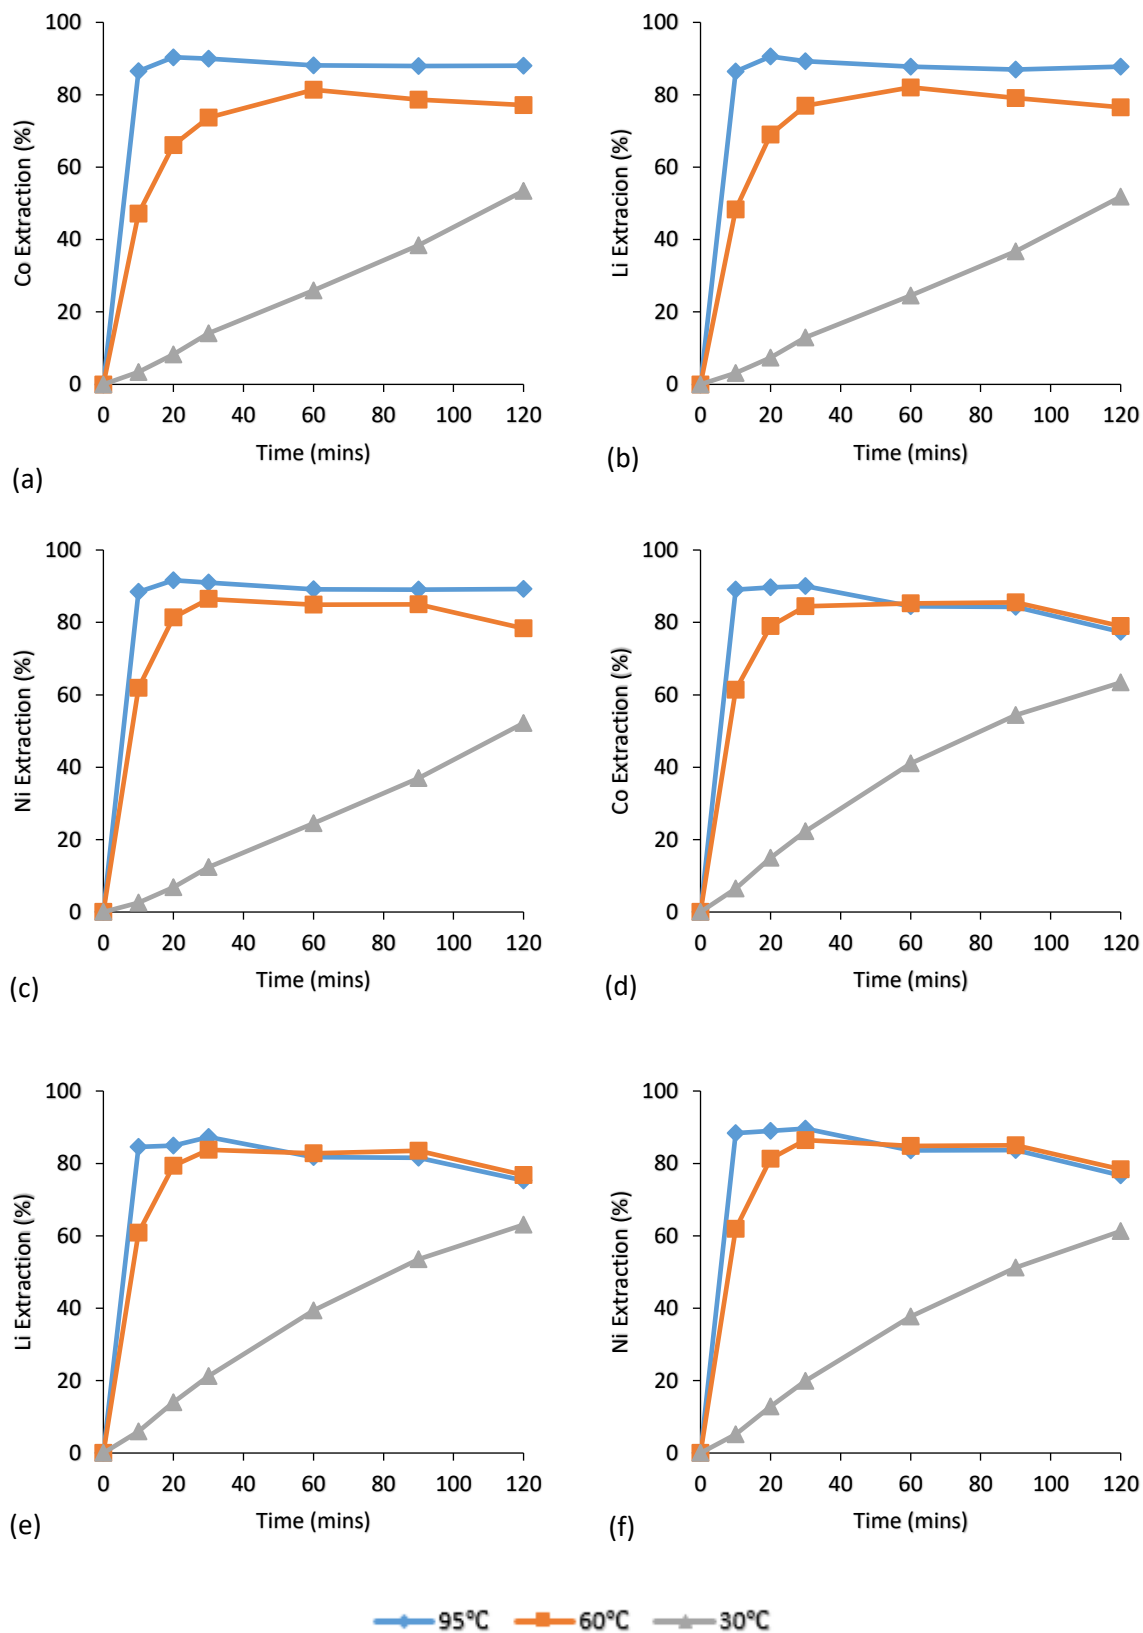 100
80
60
40
20
0
Co Extraction (%)
0 20 40 60 80 100 120
Time (mins)
(a)
100
80
60
40
20
0
Li Extracion (%)
0 20 40 60 80 100 120
Time (mins)
(b)
100
80
60
40
20
0
Ni Extraction (%)
0 20 40 60 80 100 120
Time (mins)
(c)
100
80
60
40
20
0
Co Extraction (%)
0 20 40 60 80 100 120
Time (mins)
(d)
100
80
60
40
20
0
Li Extraction (%)
0 20 40 60 80 100 120
Time (mins)
(e)
100
80
60
40
20
0
Ni Extraction (%)
0 20 40 60 80 100 120
Time (mins)
(f)
95°C 60°C 30°C